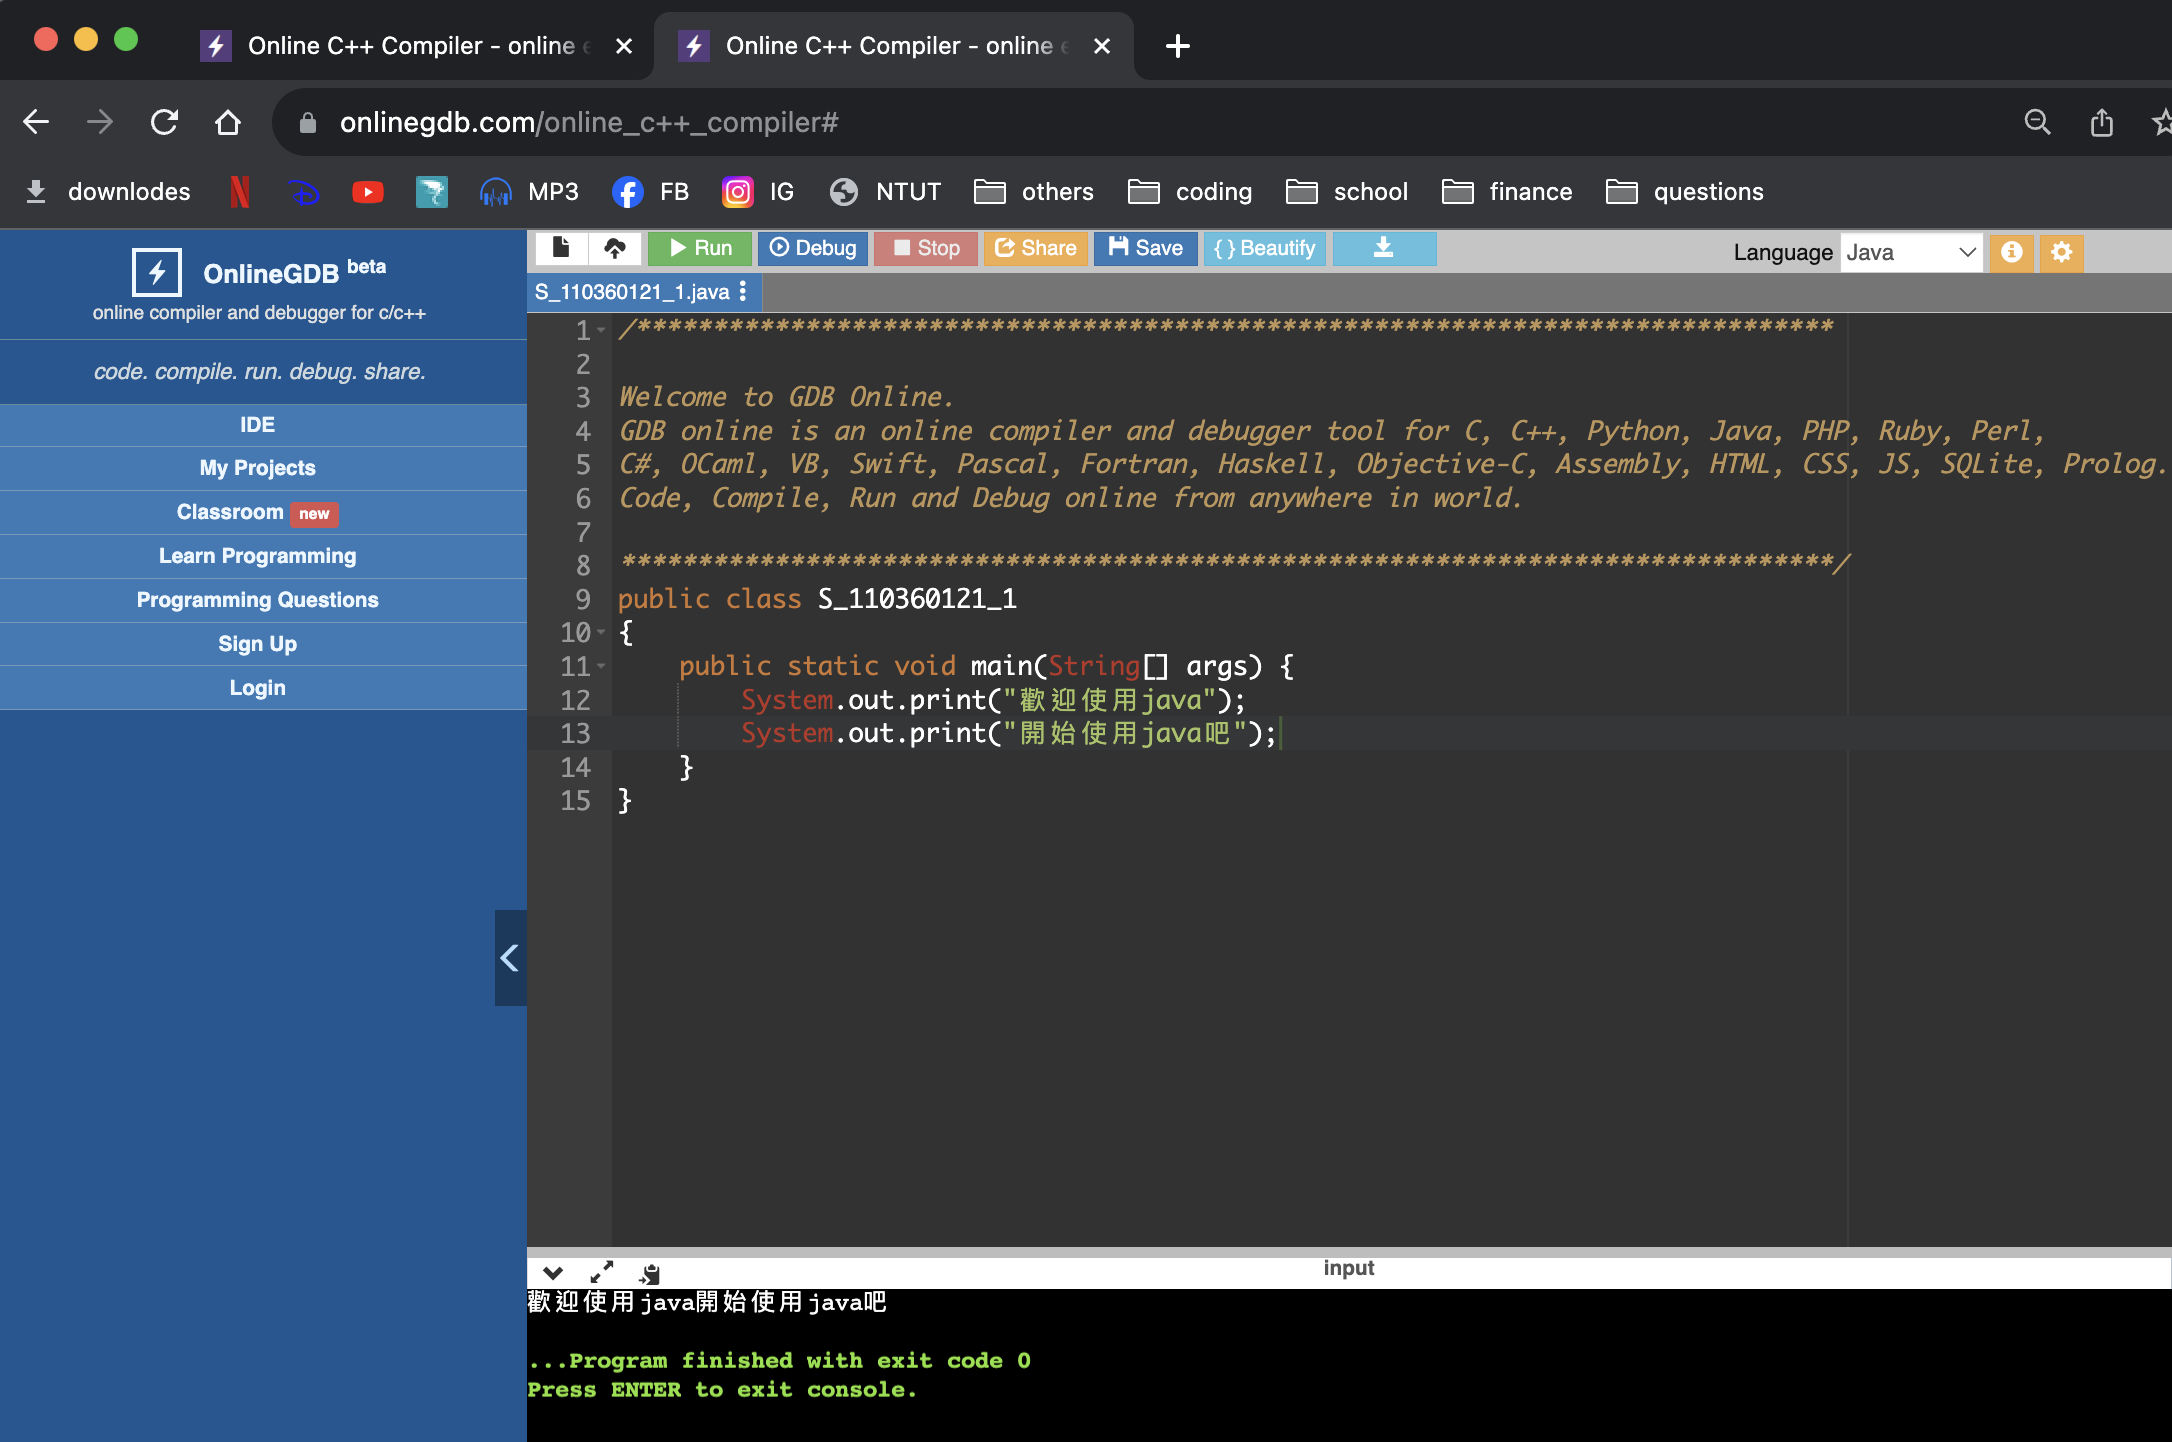 Online C++ Compiler - online e
Online C++ Compiler - online e
onlinegdb.com/online_c++_compiler#
downlodes MP3 FB IG NTUT others coding school finance questions
OnlineGDB beta
online compiler and debugger for c/c++
code. compile. run. debug. share.
IDE
My Projects
Classroom new
Learn Programming
Programming Questions
Sign Up
Login
Run Debug Stop Share Save { } Beautify
Language Java
S_110360121_1.java
1 /******************************************************************************
2
3 Welcome to GDB Online.
4 GDB online is an online compiler and debugger tool for C, C++, Python, Java, PHP, Ruby, Perl,
5 C#, OCaml, VB, Swift, Pascal, Fortran, Haskell, Objective-C, Assembly, HTML, CSS, JS, SQLite, Prolog.
6 Code, Compile, Run and Debug online from anywhere in world.
7
8 *******************************************************************************/
9 public class S_110360121_1
10 {
11     public static void main(String[] args) {
12         System.out.print("歡迎使用java");
13         System.out.print("開始使用java吧");
14     }
15 }
input
歡迎使用java開始使用java吧
...Program finished with exit code 0
Press ENTER to exit console.